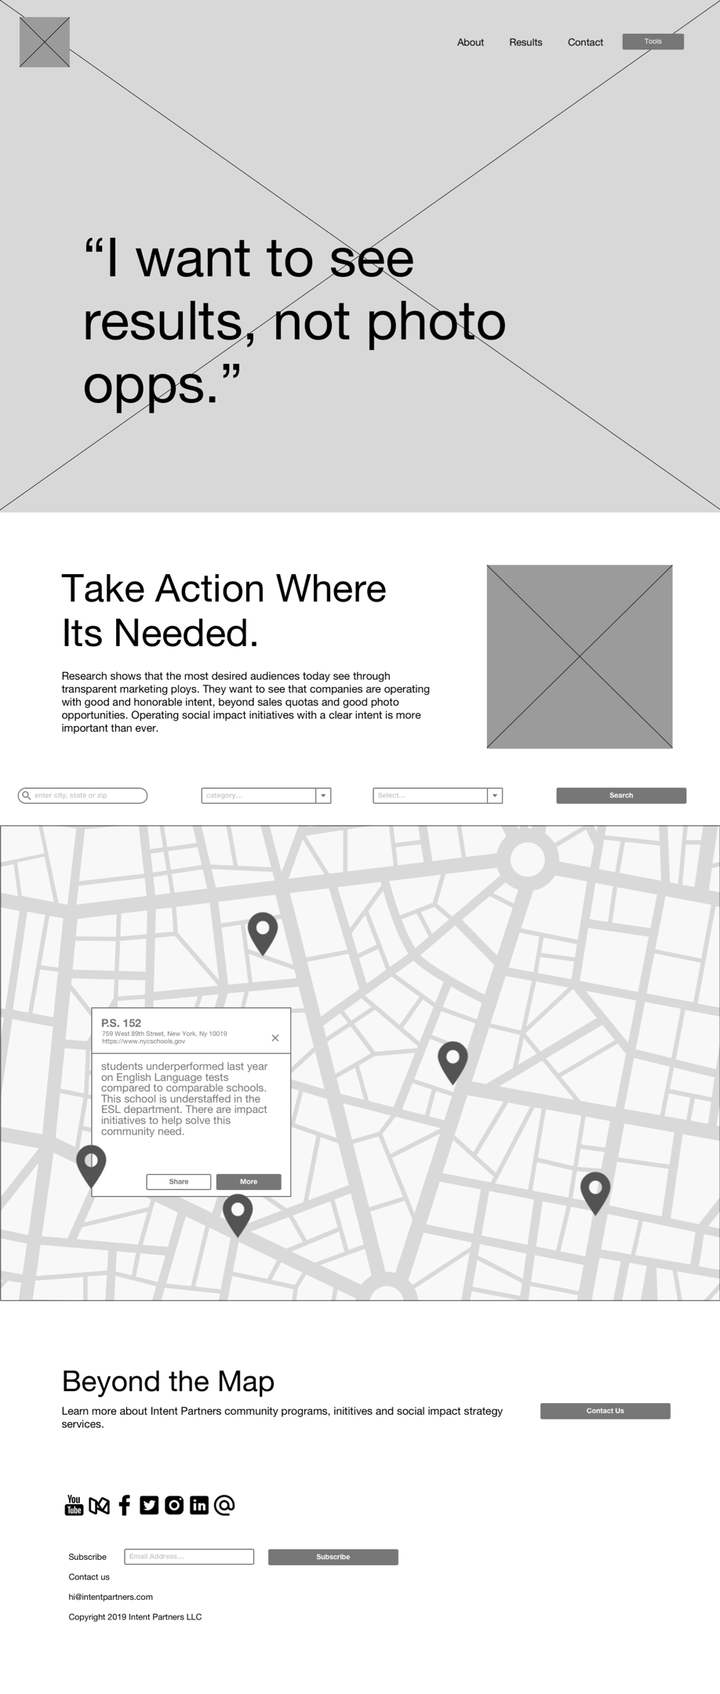 About Results Contact Tools
“I want to see
results, not photo
opps.”
Take Action Where
Its Needed.
Research shows that the most desired audiences today see through
transparent marketing ploys. They want to see that companies are operating
with good and honorable intent, beyond sales quotas and good photo
opportunities. Operating social impact initiatives with a clear intent is more
important than ever.
enter city, state or zip category... Select... Search
P.S. 152
759 West 89th Street, New York, Ny 10019
https://www.nycschools.gov
students underperformed last year
on English Language tests
compared to comparable schools.
This school is understaffed in the
ESL department. There are impact
initiatives to help solve this
community need.
Share More
Beyond the Map
Learn more about Intent Partners community programs, inititives and social impact strategy
services.
Contact Us
You
Tube
in @
Subscribe Email Address... Subscribe
Contact us
hi@intentpartners.com
Copyright 2019 Intent Partners LLC